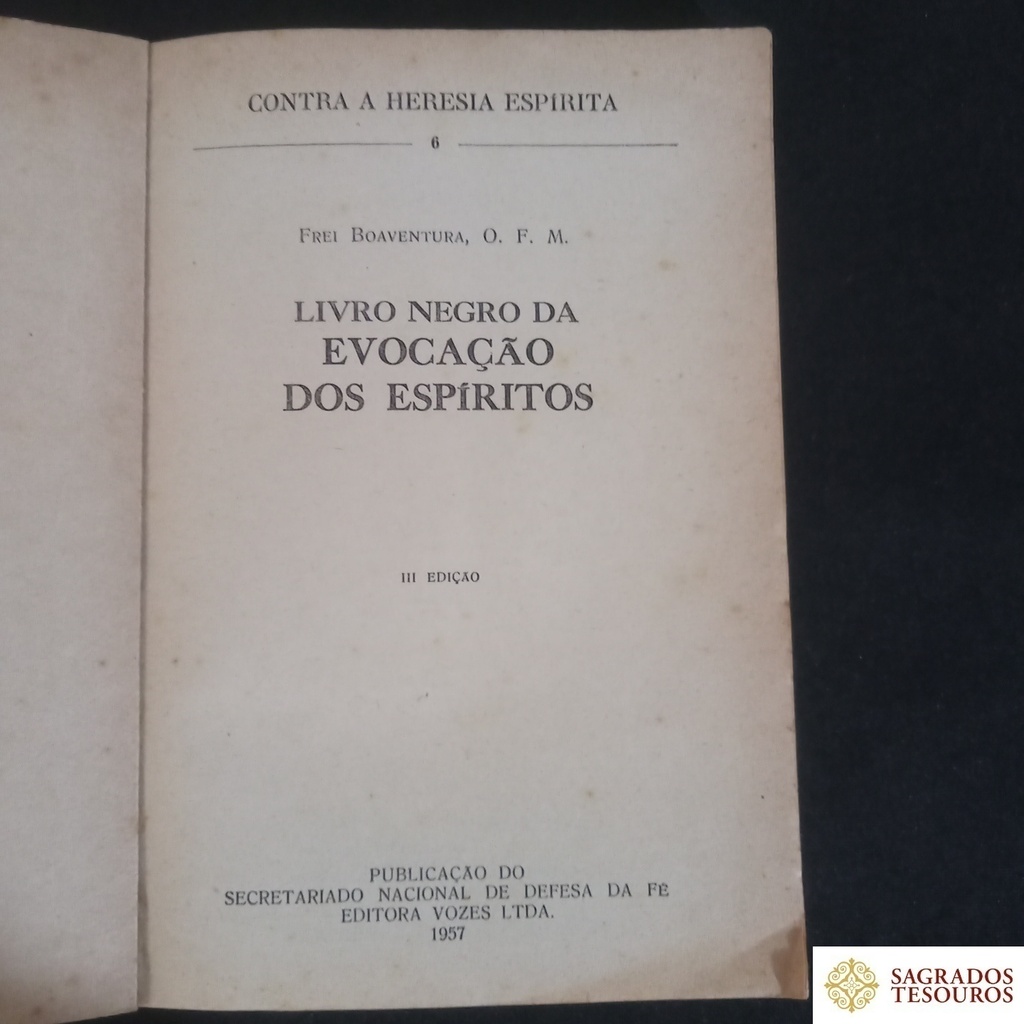 CONTRA A HERESIA ESPÍRITA
6
FREI BOAVENTURA, O. F. M.
LIVRO NEGRO DA
EVOCAÇÃO
DOS ESPÍRITOS
III EDIÇÃO
PUBLICAÇÃO DO
SECRETARIADO NACIONAL DE DEFESA DA FÉ
EDITORA VOZES LTDA.
1957
SAGRADOS
TESOUROS